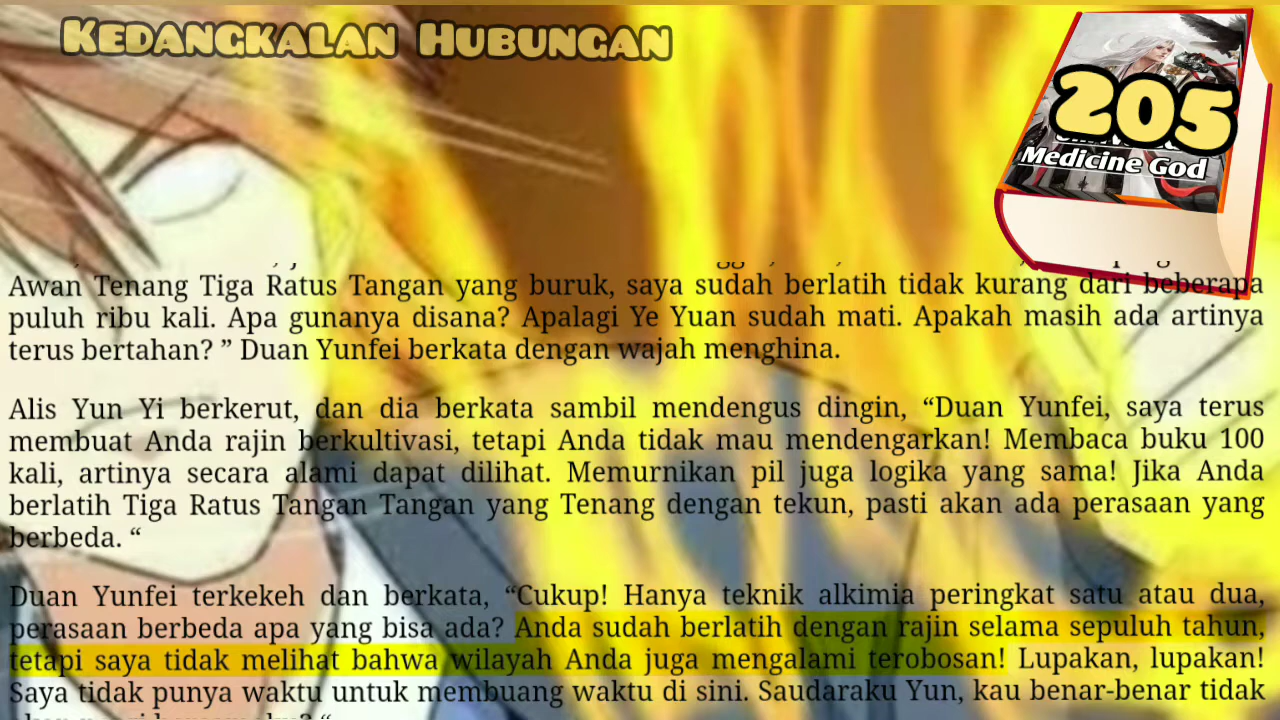 Kedangkalan Hubungan
205
Medicine God
Awan Tenang Tiga Ratus Tangan yang buruk, saya sudah berlatih tidak kurang dari beberapa
puluh ribu kali. Apa gunanya disana? Apalagi Ye Yuan sudah mati. Apakah masih ada artinya
terus bertahan? ” Duan Yunfei berkata dengan wajah menghina.
Alis Yun Yi berkerut, dan dia berkata sambil mendengus dingin, “Duan Yunfei, saya terus
membuat Anda rajin berkultivasi, tetapi Anda tidak mau mendengarkan! Membaca buku 100
kali, artinya secara alami dapat dilihat. Memurnikan pil juga logika yang sama! Jika Anda
berlatih Tiga Ratus Tangan Tangan yang Tenang dengan tekun, pasti akan ada perasaan yang
berbeda. “
Duan Yunfei terkekeh dan berkata, “Cukup! Hanya teknik alkimia peringkat satu atau dua,
perasaan berbeda apa yang bisa ada? Anda sudah berlatih dengan rajin selama sepuluh tahun,
tetapi saya tidak melihat bahwa wilayah Anda juga mengalami terobosan! Lupakan, lupakan!
Saya tidak punya waktu untuk membuang waktu di sini. Saudaraku Yun, kau benar-benar tidak